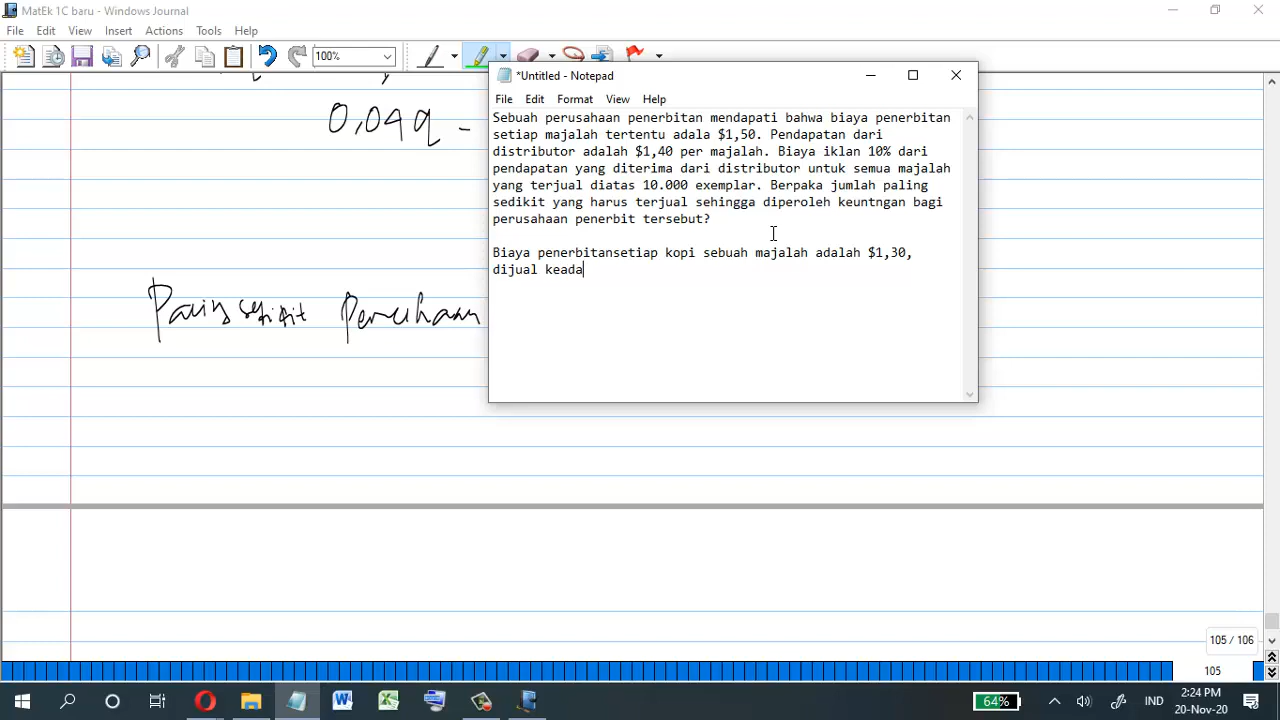 MatEk 1C baru - Windows Journal
File Edit View Insert Actions Tools Help
100%
0,04q -
*Untitled - Notepad
File Edit Format View Help
Sebuah perusahaan penerbitan mendapati bahwa biaya penerbitan
setiap majalah tertentu adala $1,50. Pendapatan dari
distributor adalah $1,40 per majalah. Biaya iklan 10% dari
pendapatan yang diterima dari distributor untuk semua majalah
yang terjual diatas 10.000 exemplar. Berpaka jumlah paling
sedikit yang harus terjual sehingga diperoleh keuntngan bagi
perusahaan penerbit tersebut?
Biaya penerbitansetiap kopi sebuah majalah adalah $1,30,
dijual keada
105 / 106
105
64%
IND
2:24 PM
20-Nov-20